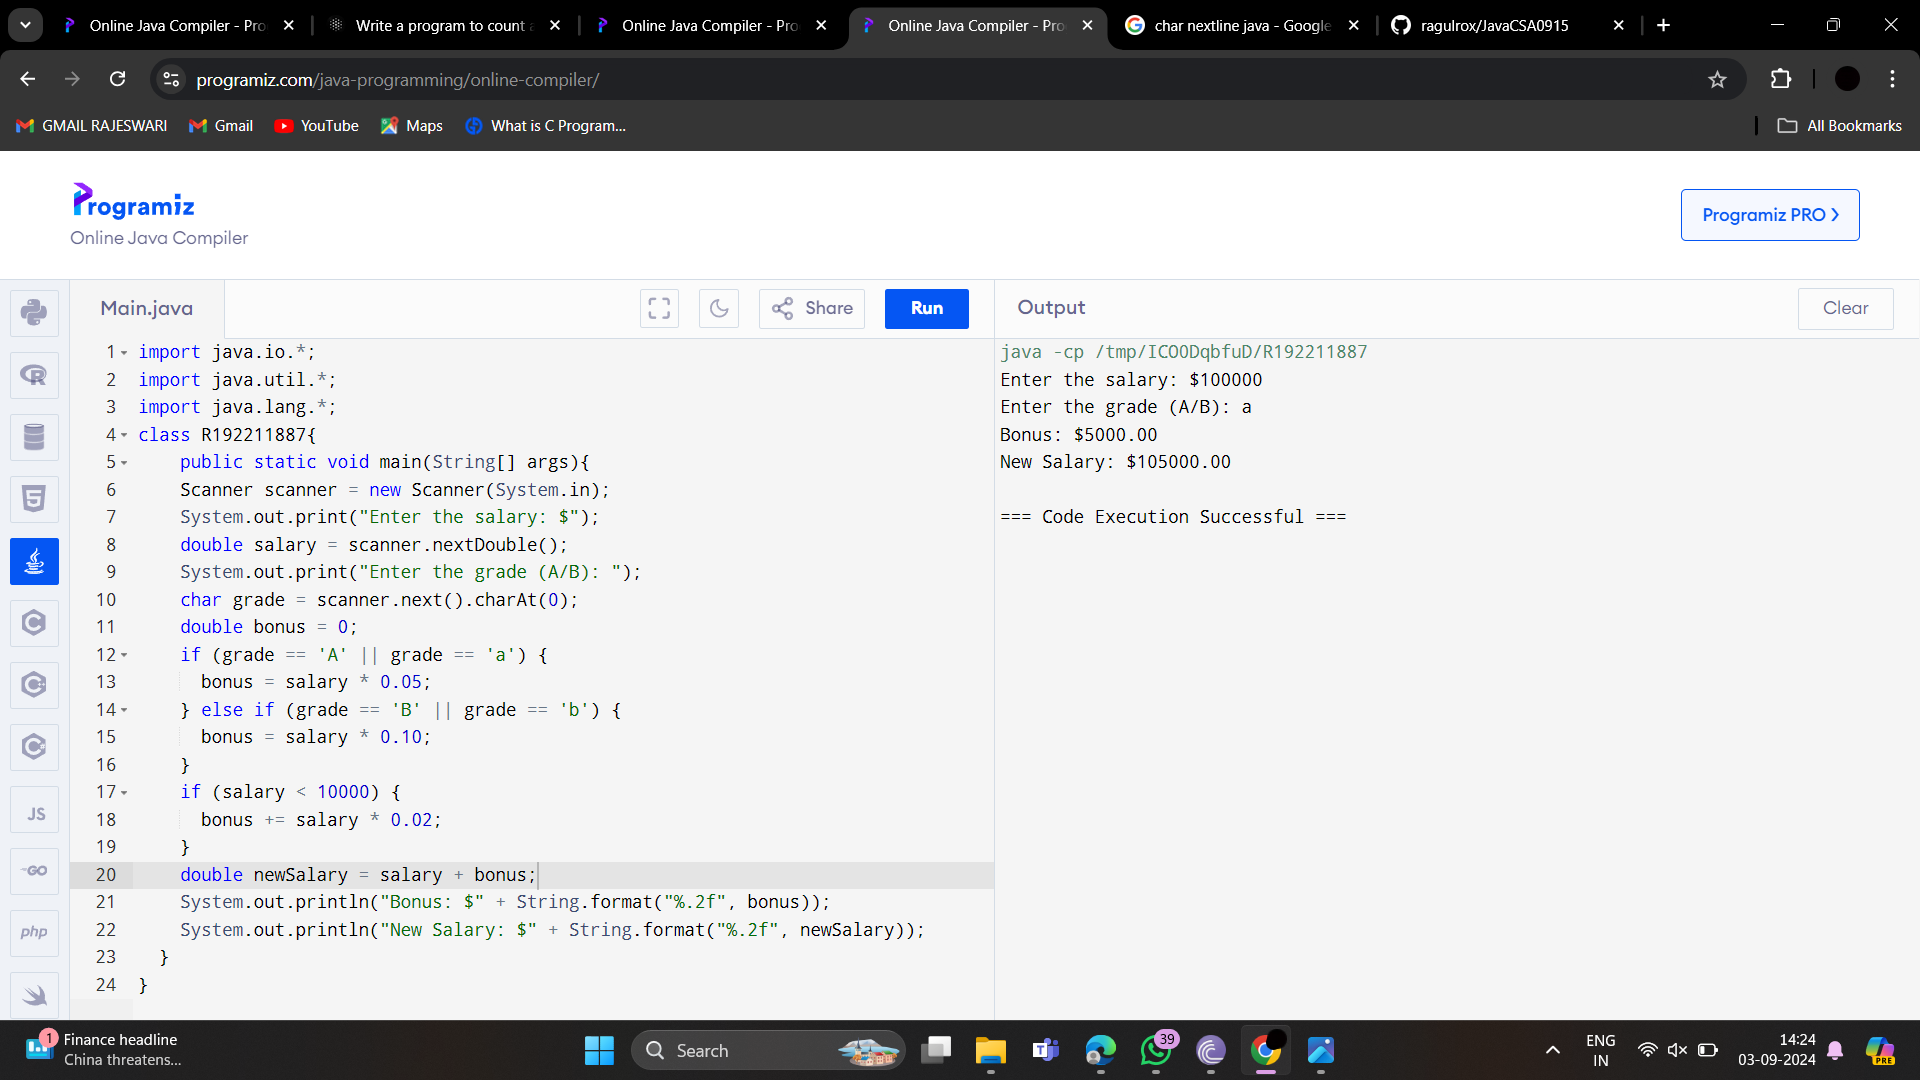 Online Java Compiler - Pro
Write a program to count a
Online Java Compiler - Pro
Online Java Compiler - Pro
char nextline java - Google
ragulrox/JavaCSA0915
programiz.com/java-programming/online-compiler/
GMAIL RAJESWARI
Gmail
YouTube
Maps
What is C Program...
All Bookmarks
Programiz
Online Java Compiler
Programiz PRO >
Main.java
Share
Run
Output
Clear
1 import java.io.*;
2 import java.util.*;
3 import java.lang.*;
4 class R192211887{
5 public static void main(String[] args){
6 Scanner scanner = new Scanner(System.in);
7 System.out.print("Enter the salary: $");
8 double salary = scanner.nextDouble();
9 System.out.print("Enter the grade (A/B): ");
10 char grade = scanner.next().charAt(0);
11 double bonus = 0;
12 if (grade == 'A' || grade == 'a') {
13 bonus = salary * 0.05;
14 } else if (grade == 'B' || grade == 'b') {
15 bonus = salary * 0.10;
16 }
17 if (salary < 10000) {
18 bonus += salary * 0.02;
19 }
20 double newSalary = salary + bonus;
21 System.out.println("Bonus: $" + String.format("%.2f", bonus));
22 System.out.println("New Salary: $" + String.format("%.2f", newSalary));
23 }
24 }
java -cp /tmp/ICO0DqbfuD/R192211887
Enter the salary: $100000
Enter the grade (A/B): a
Bonus: $5000.00
New Salary: $105000.00
=== Code Execution Successful ===
JS
GO
php
1
Finance headline
China threatens...
Search
39
ENG
IN
14:24
03-09-2024
PRE